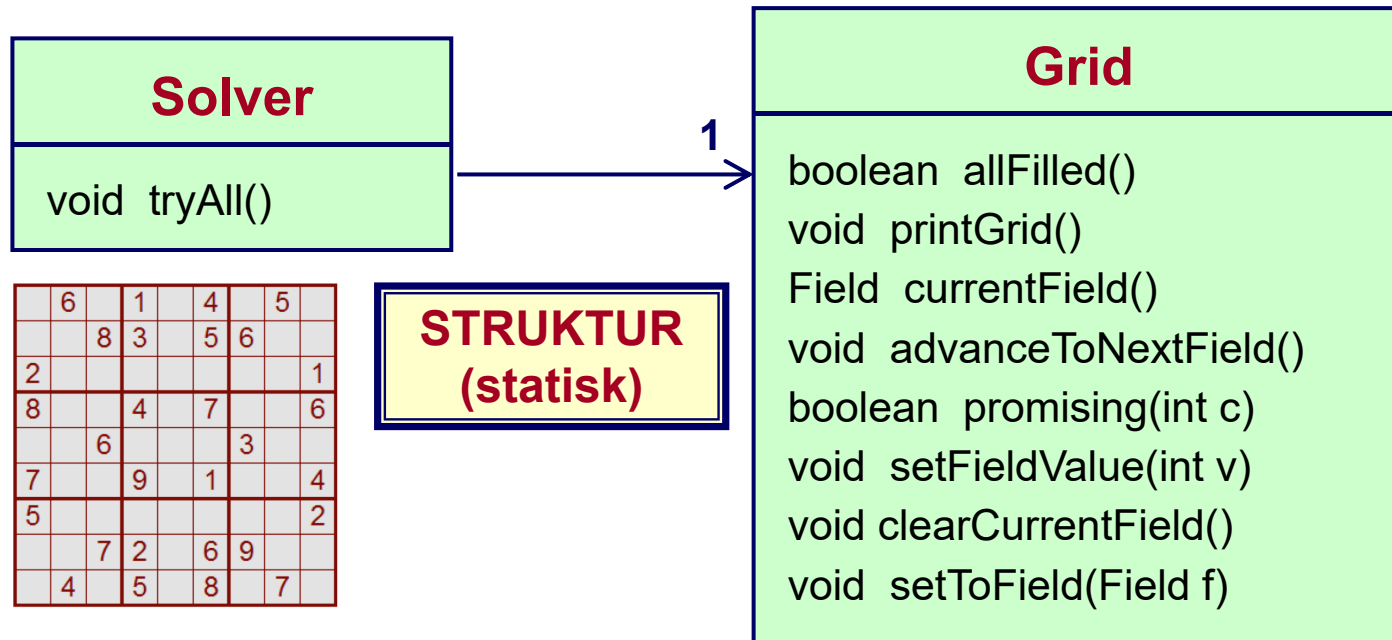 Solver
void tryAll()
1
Grid
boolean allFilled()
void printGrid()
Field currentField()
void advanceToNextField()
boolean promising(int c)
void setFieldValue(int v)
void clearCurrentField()
void setToField(Field f)
6 1 4 5
8 3 5 6
2 1
8 4 7 6
6 3
7 9 1 4
5 2
7 2 6 9
4 5 8 7
STRUKTUR
(statisk)